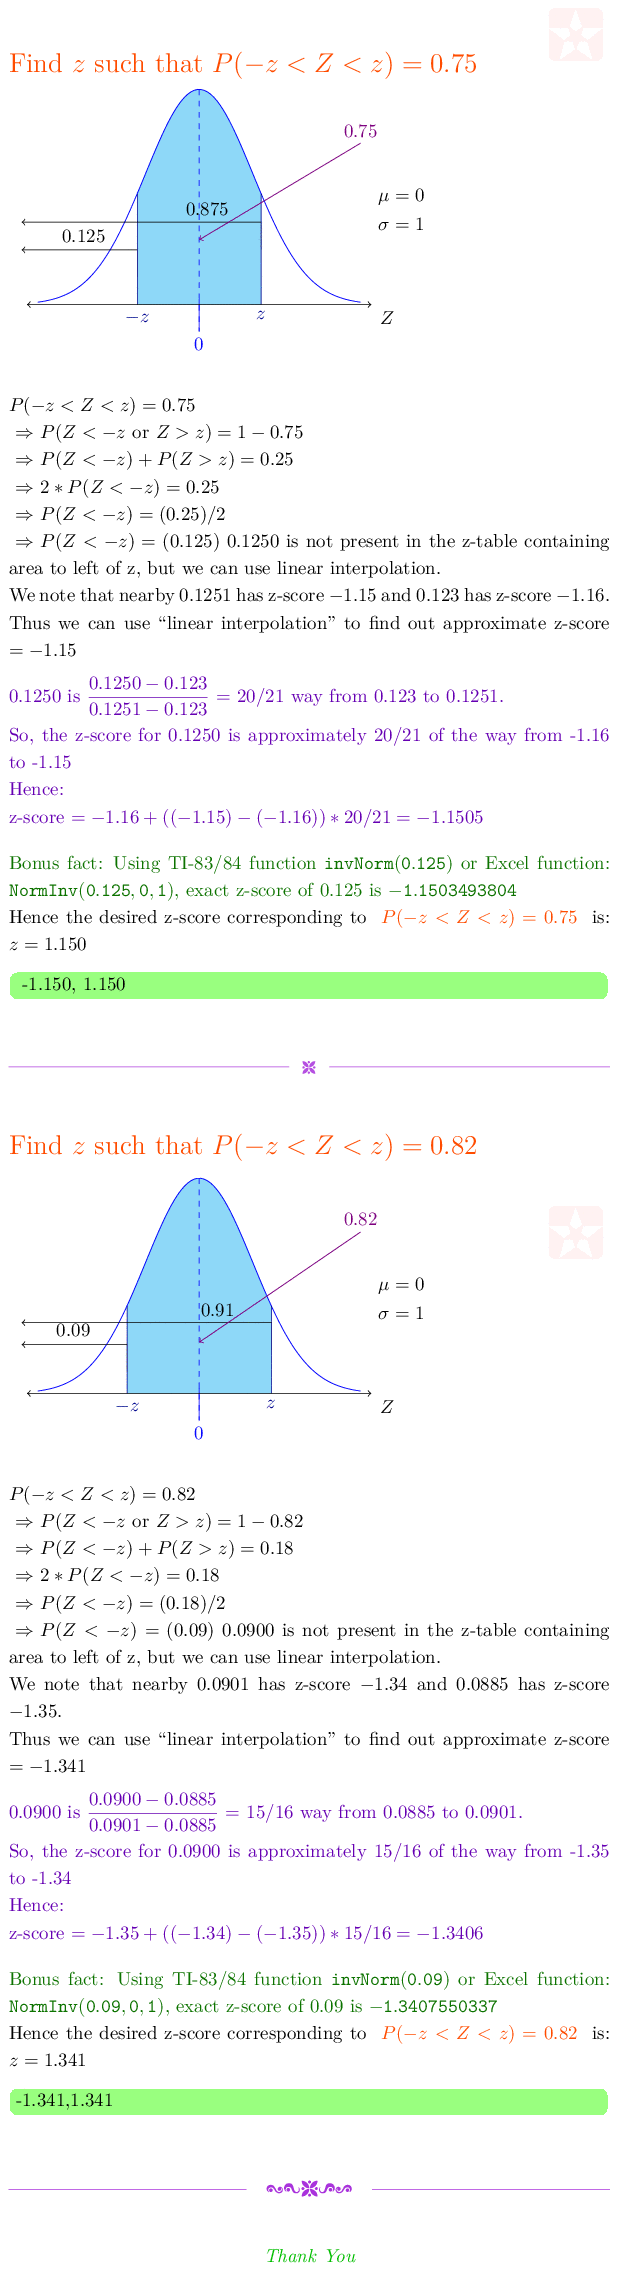 Find z such that P(−z < Z < z) = 0.75
0.75
μ = 0
0.875
σ = 1
0.125
−z
z
Z
0
P(−z < Z < z) = 0.75
⇒ P(Z < −z or Z > z) = 1 − 0.75
⇒ P(Z < −z) + P(Z > z) = 0.25
⇒ 2 ∗ P(Z < −z) = 0.25
⇒ P(Z < −z) = (0.25)/2
⇒ P(Z < −z) = (0.125) 0.1250 is not present in the z-table containing
area to left of z, but we can use linear interpolation.
We note that nearby 0.1251 has z-score −1.15 and 0.123 has z-score −1.16.
Thus we can use “linear interpolation” to find out approximate z-score
= −1.15
0.1250 is (0.1250 − 0.123)/(0.1251 − 0.123) = 20/21 way from 0.123 to 0.1251.
So, the z-score for 0.1250 is approximately 20/21 of the way from -1.16
to -1.15
Hence:
z-score = −1.16 + ((−1.15) − (−1.16)) ∗ 20/21 = −1.1505
Bonus fact: Using TI-83/84 function invNorm(0.125) or Excel function:
NormInv(0.125, 0, 1), exact z-score of 0.125 is −1.1503493804
Hence the desired z-score corresponding to P(−z < Z < z) = 0.75 is:
z = 1.150
-1.150, 1.150
Find z such that P(−z < Z < z) = 0.82
0.82
μ = 0
0.91
σ = 1
0.09
−z
z
Z
0
P(−z < Z < z) = 0.82
⇒ P(Z < −z or Z > z) = 1 − 0.82
⇒ P(Z < −z) + P(Z > z) = 0.18
⇒ 2 ∗ P(Z < −z) = 0.18
⇒ P(Z < −z) = (0.18)/2
⇒ P(Z < −z) = (0.09) 0.0900 is not present in the z-table containing
area to left of z, but we can use linear interpolation.
We note that nearby 0.0901 has z-score −1.34 and 0.0885 has z-score
−1.35.
Thus we can use “linear interpolation” to find out approximate z-score
= −1.341
0.0900 is (0.0900 − 0.0885)/(0.0901 − 0.0885) = 15/16 way from 0.0885 to 0.0901.
So, the z-score for 0.0900 is approximately 15/16 of the way from -1.35
to -1.34
Hence:
z-score = −1.35 + ((−1.34) − (−1.35)) ∗ 15/16 = −1.3406
Bonus fact: Using TI-83/84 function invNorm(0.09) or Excel function:
NormInv(0.09, 0, 1), exact z-score of 0.09 is −1.3407550337
Hence the desired z-score corresponding to P(−z < Z < z) = 0.82 is:
z = 1.341
-1.341,1.341
Thank You